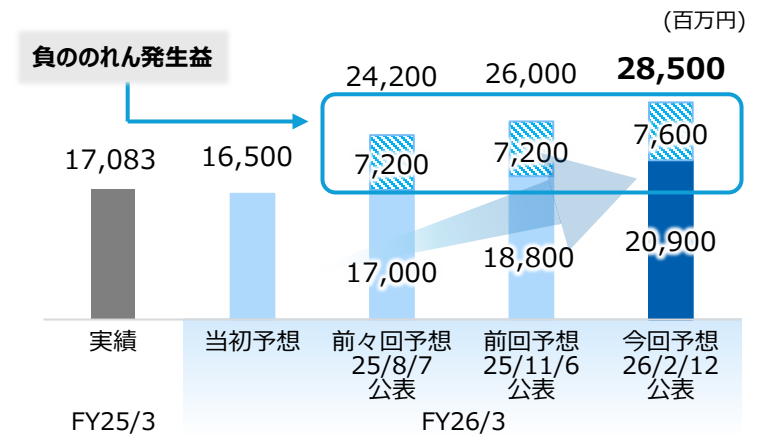 (百万円)
負ののれん発生益
24,200
26,000
28,500
17,083
16,500
7,200
7,200
7,600
17,000
18,800
20,900
実績
当初予想
前々回予想
25/8/7
公表
前回予想
25/11/6
公表
今回予想
26/2/12
公表
FY25/3
FY26/3